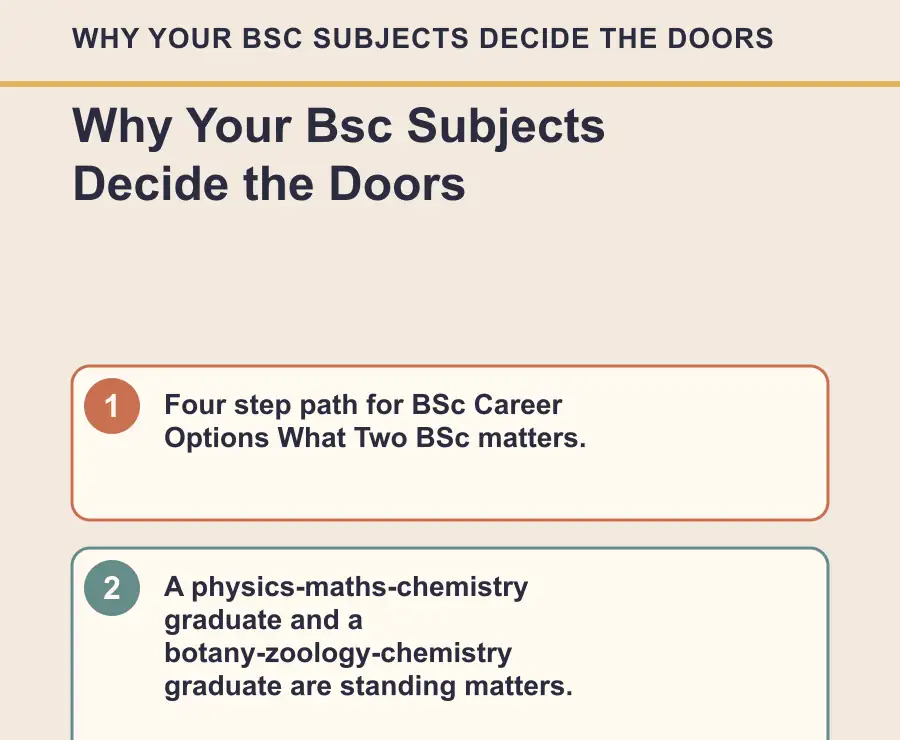 WHY YOUR BSC SUBJECTS DECIDE THE DOORS
Why Your Bsc Subjects
Decide the Doors
1
Four step path for BSc Career
Options What Two BSc matters.
2
A physics-maths-chemistry
graduate and a
botany-zoology-chemistry
graduate are standing matters.